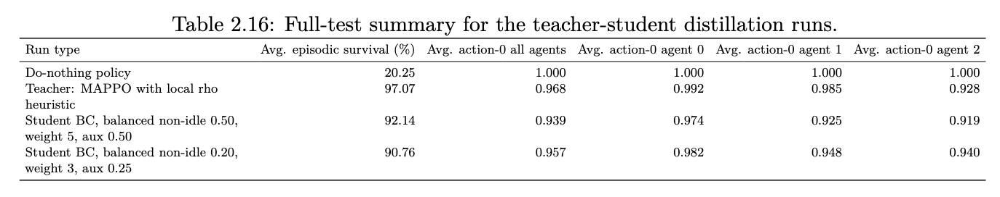 Table 2.16: Full-test summary for the teacher-student distillation runs.
Run type Avg. episodic survival (%) Avg. action-0 all agents Avg. action-0 agent 0 Avg. action-0 agent 1 Avg. action-0 agent 2
Do-nothing policy 20.25 1.000 1.000 1.000 1.000
Teacher: MAPPO with local rho 97.07 0.968 0.992 0.985 0.928
heuristic
Student BC, balanced non-idle 0.50, 92.14 0.939 0.974 0.925 0.919
weight 5, aux 0.50
Student BC, balanced non-idle 0.20, 90.76 0.957 0.982 0.948 0.940
weight 3, aux 0.25